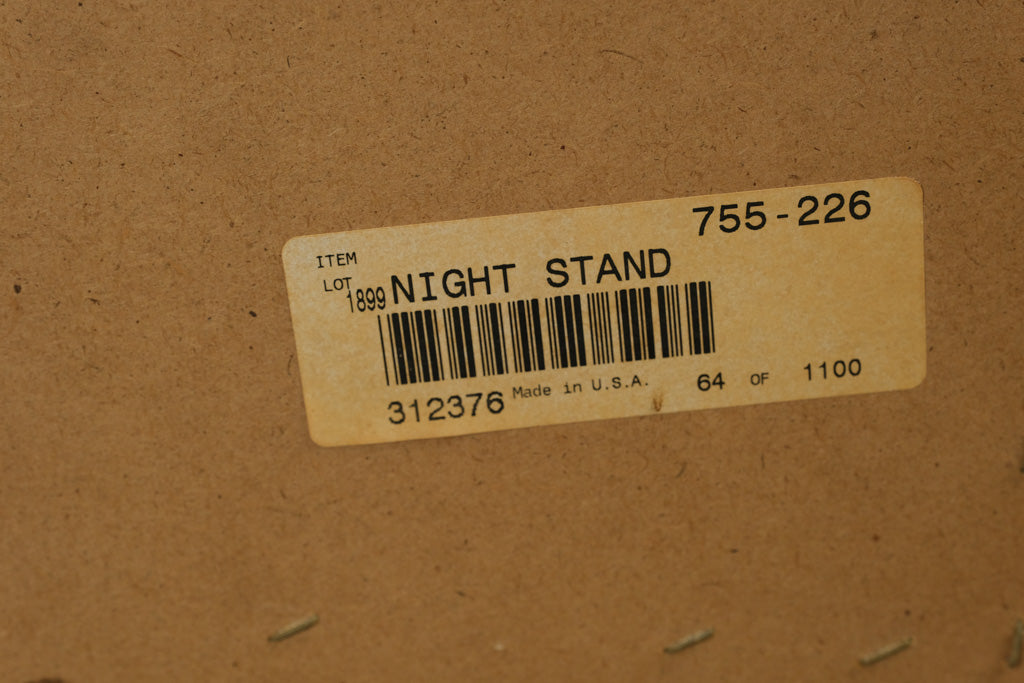 755-226
ITEM
LOT 1899 NIGHT STAND
312376 Made in U.S.A. 64 OF 1100